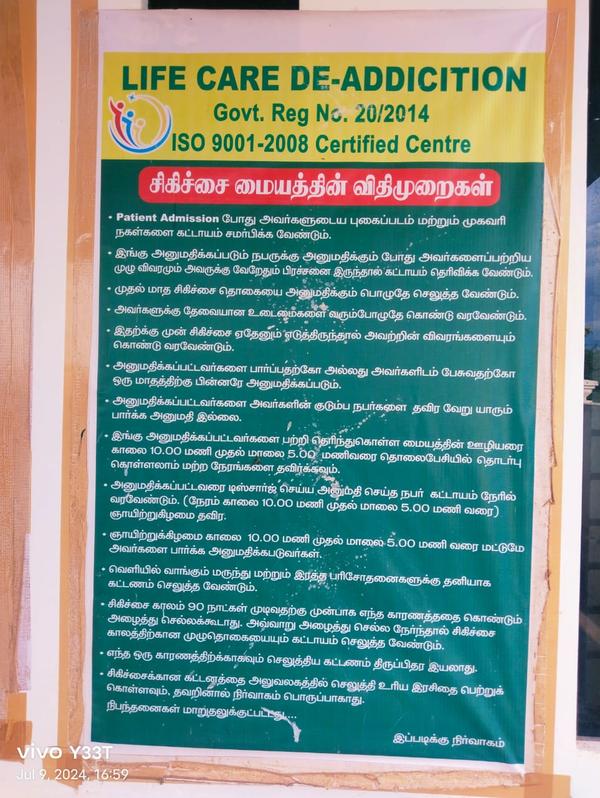 LIFE CARE DE-ADDICITION
Govt. Reg No. 20/2014
ISO 9001-2008 Certified Centre
சிகிச்சை மையத்தின் விதிமுறைகள்
• Patient Admission போது அவர்களுடைய புகைப்படம் மற்றும் முகவரி
நகள்களை கட்டாயம் சமர்பிக்க வேண்டும்.
• இங்கு அனுமதிக்கப்படும் நபருக்கு அனுமதிக்கும் போது அவர்களைப்பற்றிய
முழு விவரமும் அவருக்கு வேறேதும் பிரச்சனை இருந்தால் கட்டாயம் தெரிவிக்க வேண்டும்.
• முதல் மாத சிகிச்சை தொகையை அனுமதிக்கும் பொழுதே செலுத்த வேண்டும்.
• அவர்களுக்கு தேவையான உடைமைகளை வரும்போழுதே கொண்டு வரவேண்டும்.
• இதற்க்கு முன் சிகிச்சை ஏதேனும் எடுத்திருந்தால் அவற்றின் விவரங்களையும்
கொண்டு வரவேண்டும்.
• அனுமதிக்கப்பட்டவர்களை பார்ப்பதற்கோ அல்லது அவர்களிடம் பேசுவதற்கோ
ஒரு மாதத்திற்கு பின்னரே அனுமதிக்கப்படும்.
• அனுமதிக்கப்பட்டவர்களை அவர்களின் குடும்ப நபர்களை தவிர வேறு யாரும்
பார்க்க அனுமதி இல்லை.
• இங்கு அனுமதிக்கப்பட்டவர்களை பற்றி தெரிந்துகொள்ள மையத்தின் ஊழியரை
காலை 10.00 மணி முதல் மாலை 5.00 மணிவரை தொலைபேசியில் தொடர்பு
கொள்ளலாம் மற்ற நேரங்களை தவிர்க்கவும்.
• அனுமதிக்கப்பட்டவரை டிஸ்சார்ஜ் செய்ய அனுமதி செய்த நபர் கட்டாயம் நேரில்
வரவேண்டும். (நேரம் காலை 10.00 மணி முதல் மாலை 5.00 மணி வரை)
ஞாயிற்றுக்கிழமை தவிர.
• ஞாயிற்றுக்கிழமை காலை 10.00 மணி முதல் மாலை 5.00 மணி வரை மட்டுமே
அவர்களை பார்க்க அனுமதிக்கபடுவர்கள்.
• வெளியில் வாங்கும் மருந்து மற்றும் இரத்த பரிசோதனைகளுக்கு தனியாக
கட்டணம் செலுத்த வேண்டும்.
• சிகிச்சை காலம் 90 நாட்கள் முடிவதற்கு முன்பாக எந்த காரணத்ததை கொண்டும்
அழைத்து செல்லக்கூடாது. அவ்வாறு அழைத்து செல்ல நேர்ந்தால் சிகிச்சை
காலத்திற்கான முழுதொகையையும் கட்டாயம் செலுத்த வேண்டும்.
• எந்த ஒரு காரணத்திற்க்காகவும் செலுத்திய கட்டணம் திருப்பிதர இயலாது.
• சிகிச்சைக்கான கட்டணத்தை அலுவலகத்தில் செலுத்தி உரிய இரசிதை பெற்றுக்
கொள்ளவும், தவறினால் நிர்வாகம் பொருப்பாகாது.
நிபந்தனைகள் மாறுதலுக்குட்பட்டது....
இப்படிக்கு நிர்வாகம்
vivo Y33T
Jul 9, 2024, 16:59